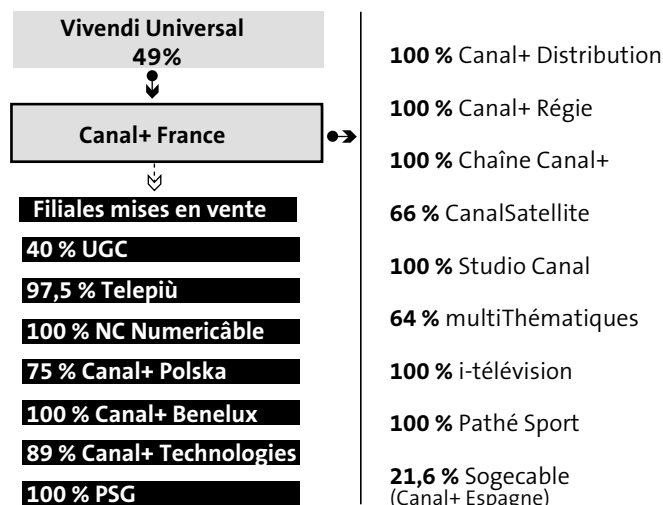 Vivendi Universal
49%
Canal+ France
Filiales mises en vente
40 % UGC
97,5 % Telepiù
100 % NC Numericâble
75 % Canal+ Polska
100 % Canal+ Benelux
89 % Canal+ Technologies
100 % PSG
100 % Canal+ Distribution
100 % Canal+ Régie
100 % Chaîne Canal+
66 % CanalSatellite
100 % Studio Canal
64 % multiThématiques
100 % i-télévision
100 % Pathé Sport
21,6 % Sogecable
(Canal+ Espagne)